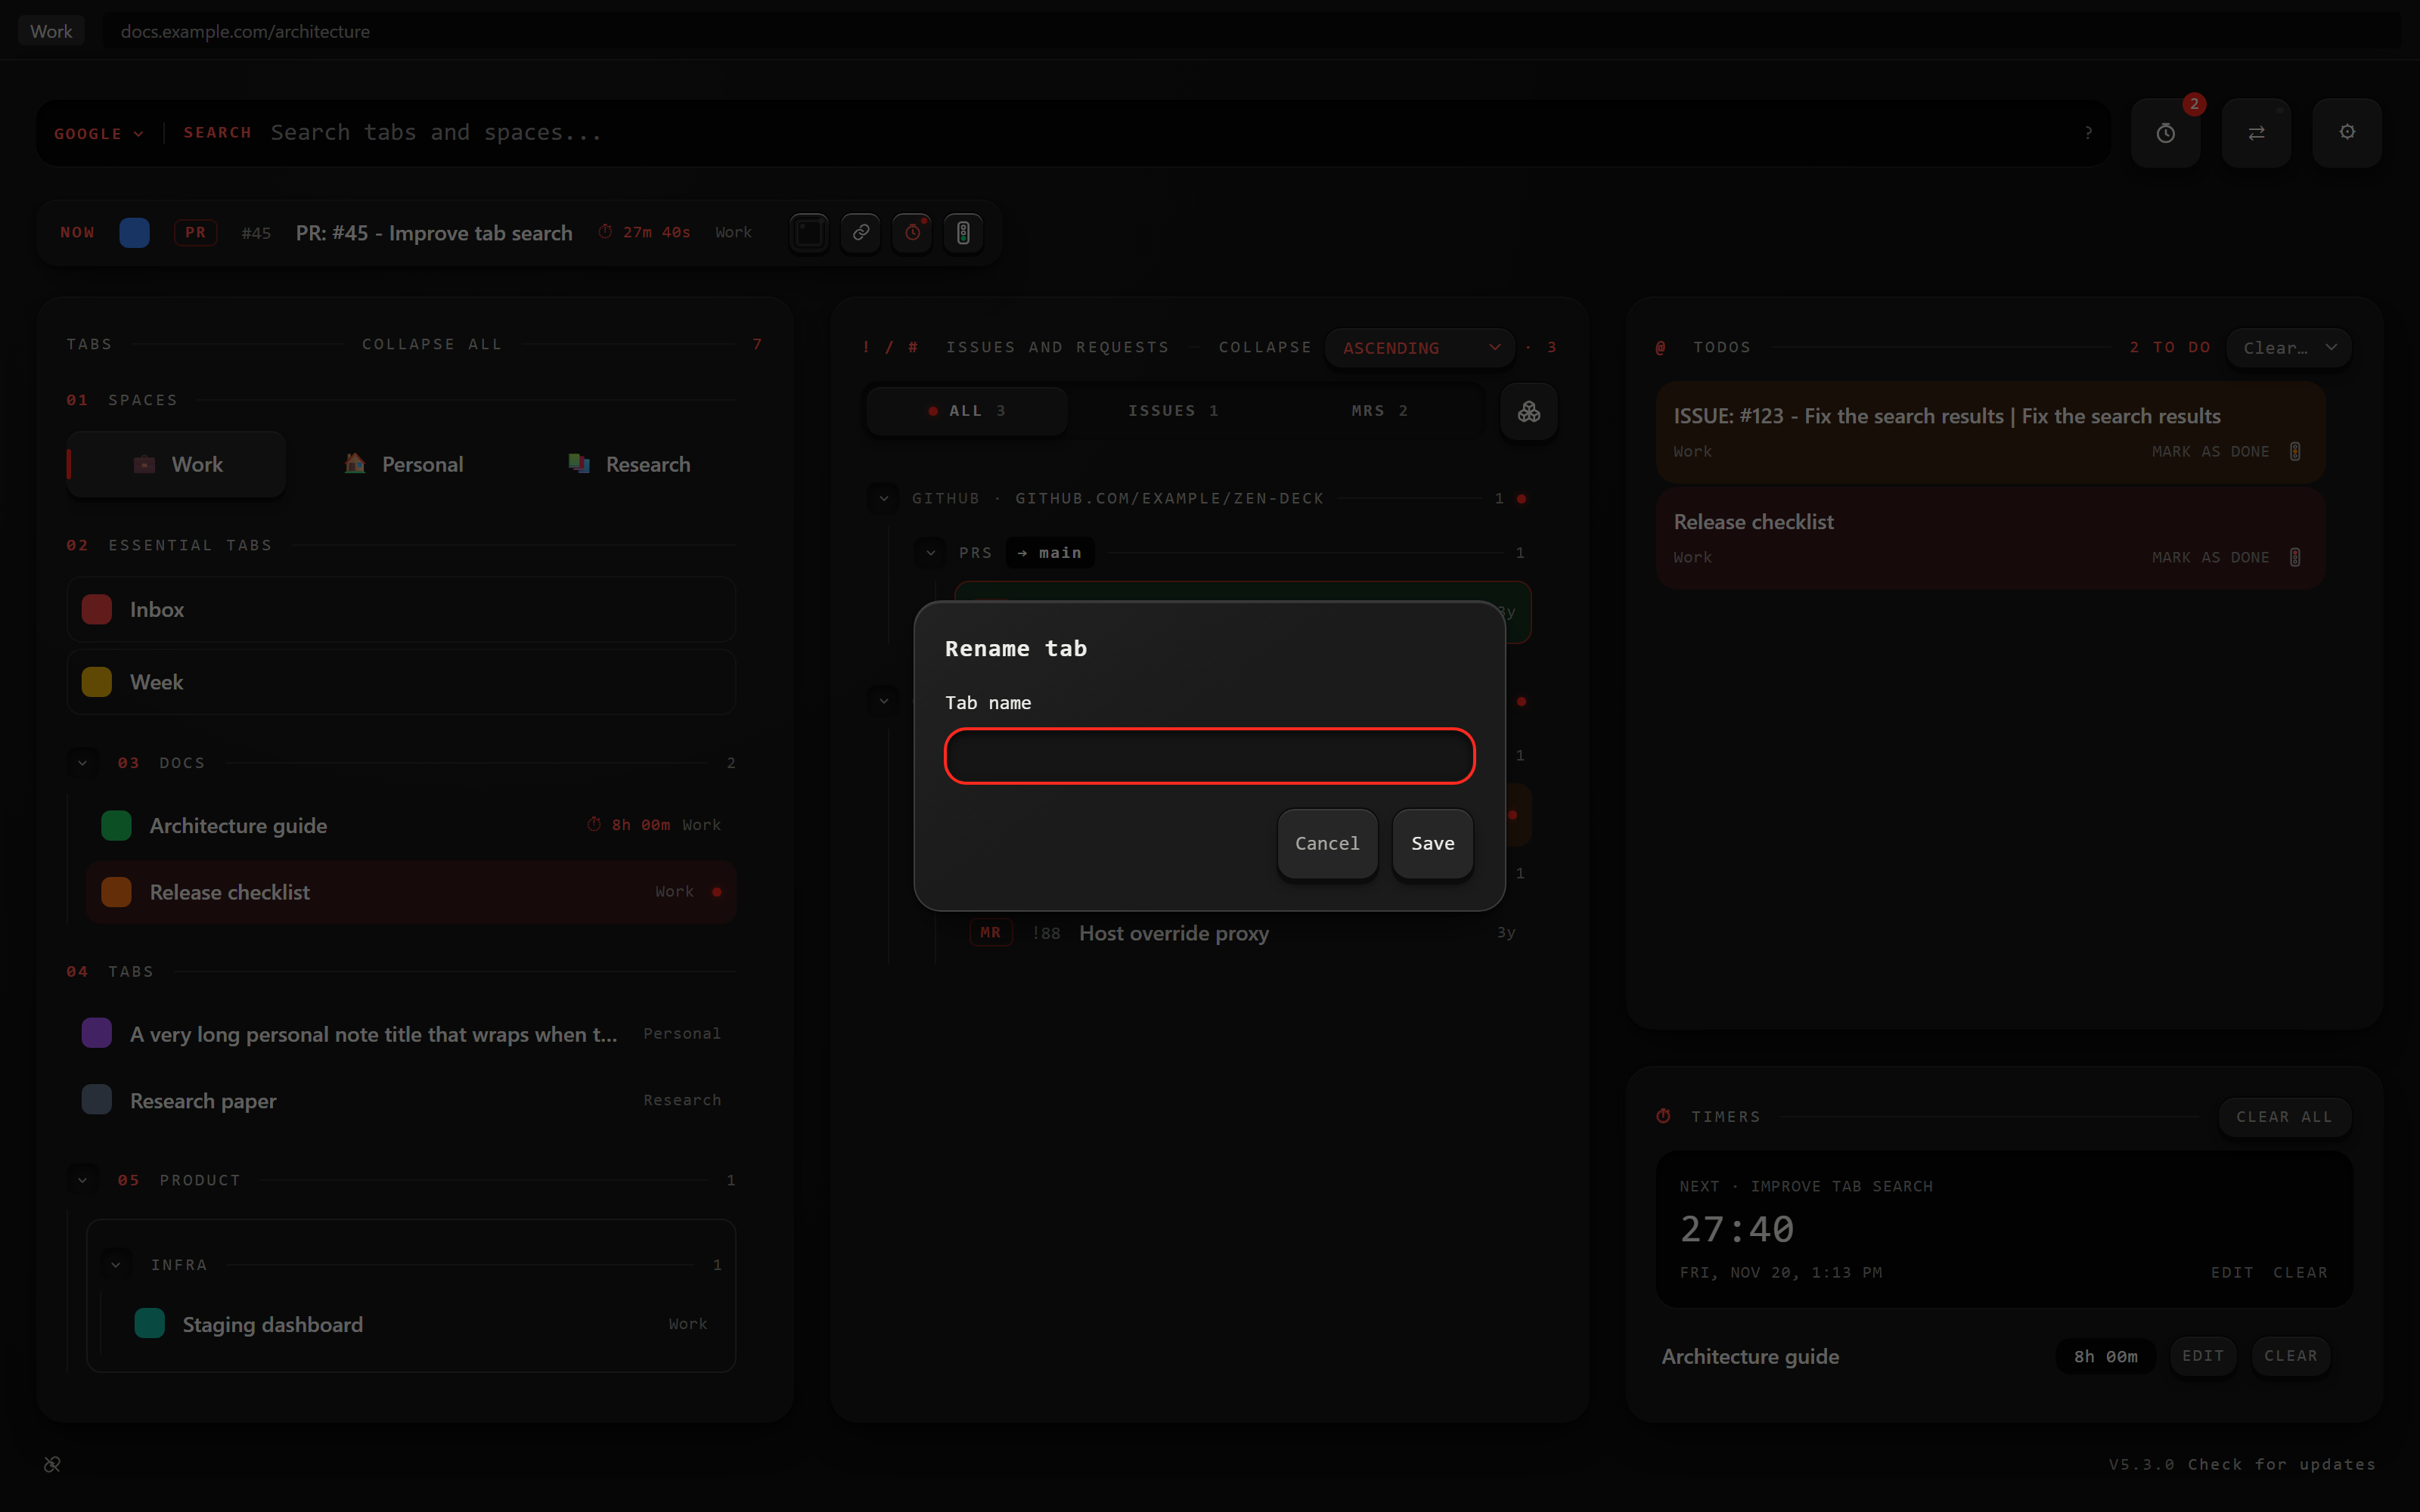 Work docs.example.com/architecture
GOOGLE SEARCH Search tabs and spaces... ?
2
NOW PR #45 PR: #45 - Improve tab search 27m 40s Work
TABS COLLAPSE ALL 7
01 SPACES
Work Personal Research
02 ESSENTIAL TABS
Inbox
Week
03 DOCS 2
Architecture guide 8h 00m Work
Release checklist Work
04 TABS
A very long personal note title that wraps when t... Personal
Research paper Research
05 PRODUCT 1
INFRA 1
Staging dashboard Work
! / # ISSUES AND REQUESTS COLLAPSE ASCENDING · 3
ALL 3 ISSUES 1 MRS 2
GITHUB · GITHUB.COM/EXAMPLE/ZEN-DECK 1
PRS → main 1
3y
Rename tab
Tab name
1
Cancel Save
1
MR !88 Host override proxy 3y
@ TODOS 2 TO DO Clear...
ISSUE: #123 - Fix the search results | Fix the search results
Work MARK AS DONE
Release checklist
Work MARK AS DONE
TIMERS CLEAR ALL
NEXT · IMPROVE TAB SEARCH
27:40
FRI, NOV 20, 1:13 PM EDIT CLEAR
Architecture guide 8h 00m EDIT CLEAR
V5.3.0 Check for updates